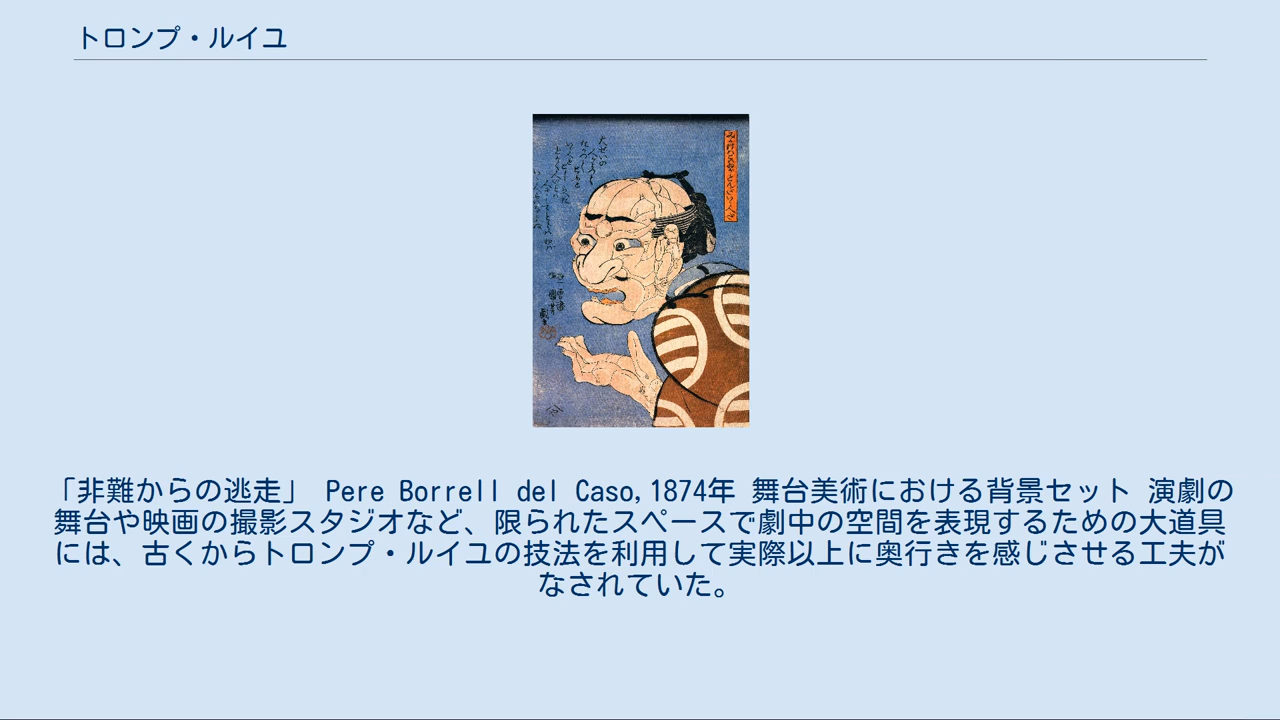 トロンプ・ルイユ
「非難からの逃走」 Pere Borrell del Caso,1874年 舞台美術における背景セット 演劇の
舞台や映画の撮影スタジオなど、限られたスペースで劇中の空間を表現するための大道具
には、古くからトロンプ・ルイユの技法を利用して実際以上に奥行きを感じさせる工夫が
なされていた。